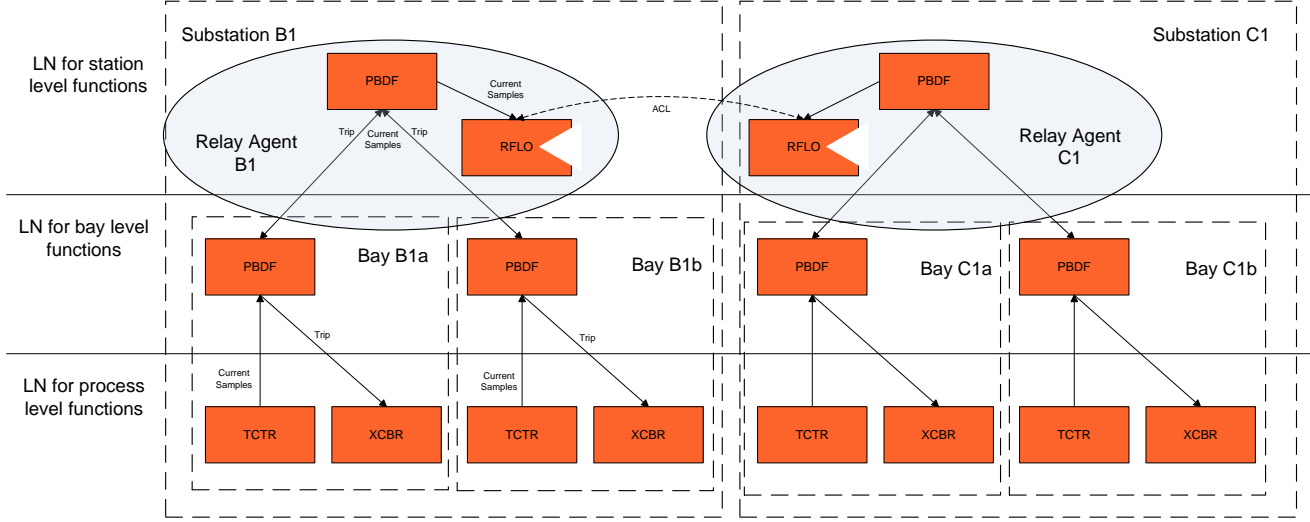 Substation B1
Substation C1
LN for station
level functions
PBDF
Current
Samples
Trip
Current
Samples
Trip
RFLO
Relay Agent
B1
ACL
PBDF
RFLO
Relay Agent
C1
LN for bay level
functions
PBDF
Bay B1a
PBDF
Bay B1b
PBDF
Bay C1a
PBDF
Bay C1b
Trip
Trip
LN for process
level functions
Current
Samples
TCTR
XCBR
Current
Samples
TCTR
XCBR
TCTR
XCBR
TCTR
XCBR